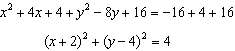 x² + 4x + 4 + y² − 8y + 16 = −16 + 4 + 16
(x + 2)² + (y − 4)² = 4